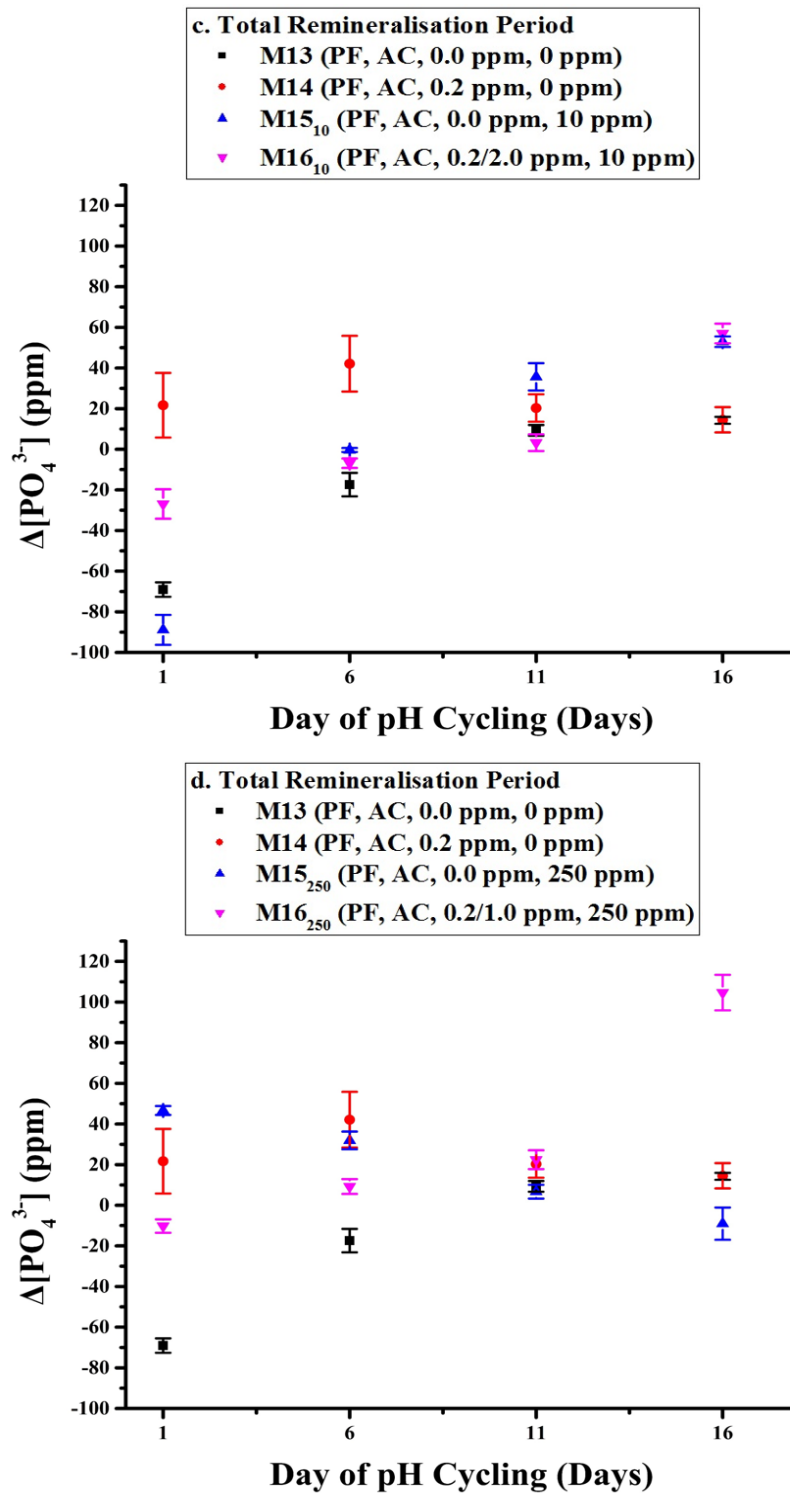 c. Total Remineralisation Period
M13 (PF, AC, 0.0 ppm, 0 ppm)
M14 (PF, AC, 0.2 ppm, 0 ppm)
M15₁₀ (PF, AC, 0.0 ppm, 10 ppm)
M16₁₀ (PF, AC, 0.2/2.0 ppm, 10 ppm)
Δ[PO₄³⁻] (ppm)
120
100
80
60
40
20
0
-20
-40
-60
-80
-100
1 6 11 16
Day of pH Cycling (Days)
d. Total Remineralisation Period
M13 (PF, AC, 0.0 ppm, 0 ppm)
M14 (PF, AC, 0.2 ppm, 0 ppm)
M15₂₅₀ (PF, AC, 0.0 ppm, 250 ppm)
M16₂₅₀ (PF, AC, 0.2/1.0 ppm, 250 ppm)
Δ[PO₄³⁻] (ppm)
120
100
80
60
40
20
0
-20
-40
-60
-80
-100
1 6 11 16
Day of pH Cycling (Days)